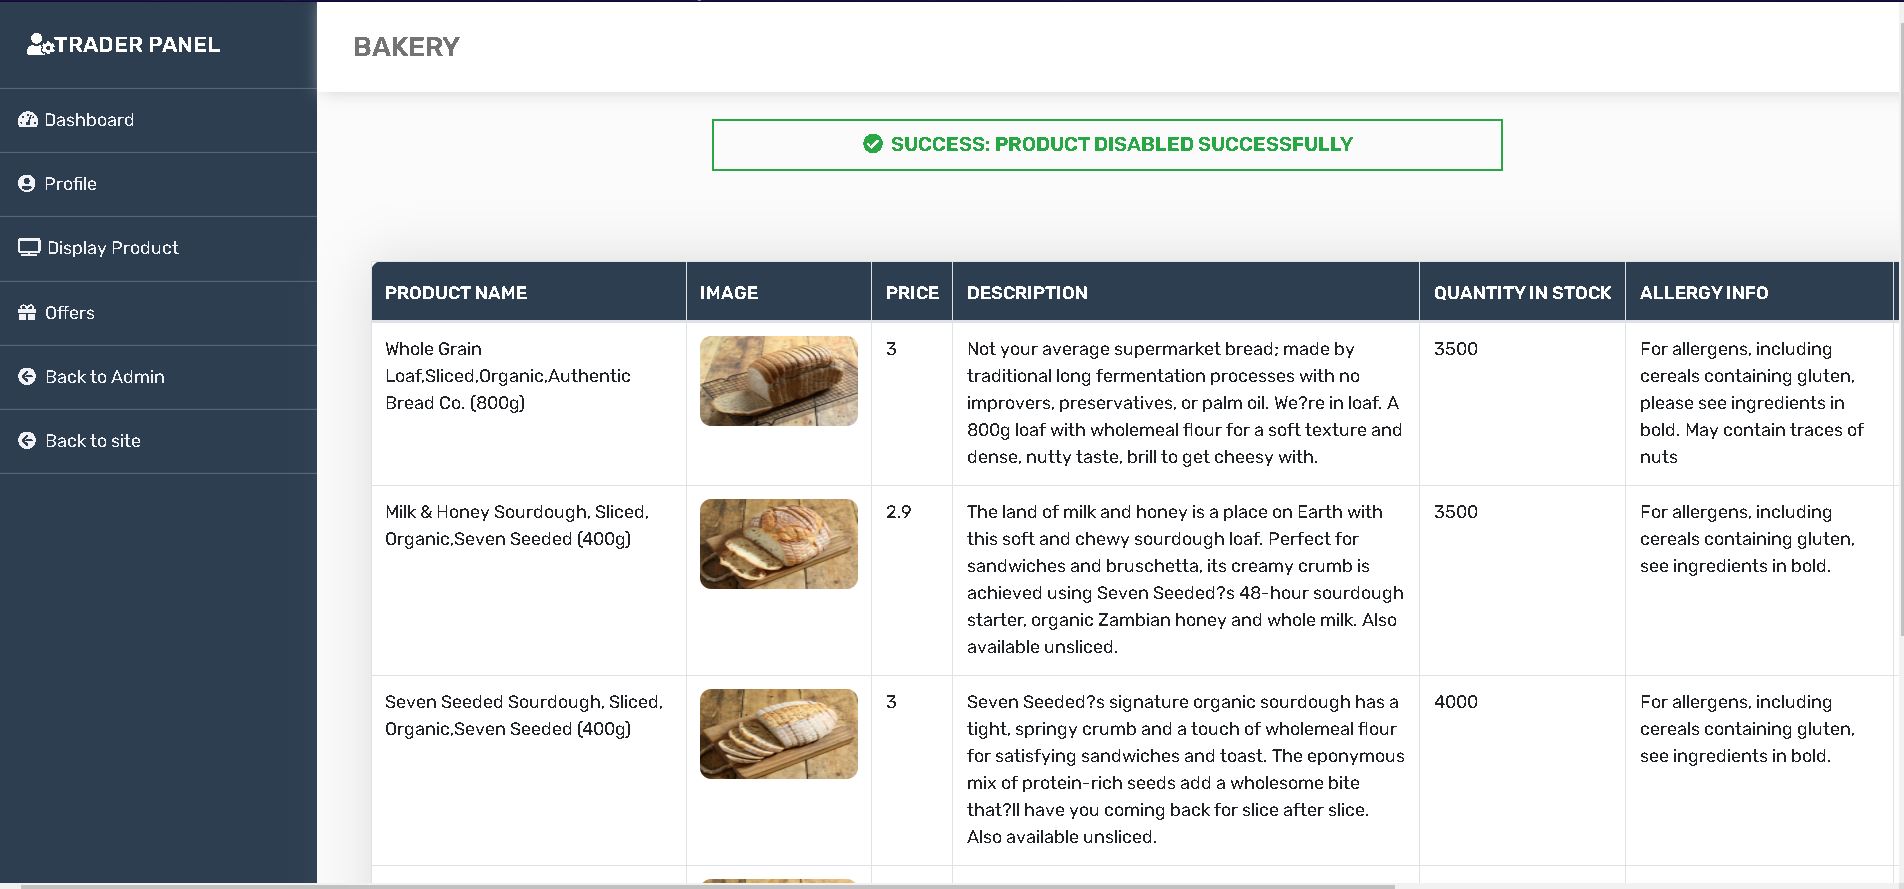 TRADER PANEL
Dashboard
Profile
Display Product
Offers
Back to Admin
Back to site
BAKERY
SUCCESS: PRODUCT DISABLED SUCCESSFULLY
PRODUCT NAME
IMAGE
PRICE
DESCRIPTION
QUANTITY IN STOCK
ALLERGY INFO
Whole Grain
Loaf,Sliced,Organic,Authentic
Bread Co. (800g)
3
Not your average supermarket bread; made by
traditional long fermentation processes with no
improvers, preservatives, or palm oil. We?re in loaf. A
800g loaf with wholemeal flour for a soft texture and
dense, nutty taste, brill to get cheesy with.
3500
For allergens, including
cereals containing gluten,
please see ingredients in
bold. May contain traces of
nuts
Milk & Honey Sourdough, Sliced,
Organic,Seven Seeded (400g)
2.9
The land of milk and honey is a place on Earth with
this soft and chewy sourdough loaf. Perfect for
sandwiches and bruschetta, its creamy crumb is
achieved using Seven Seeded?s 48-hour sourdough
starter, organic Zambian honey and whole milk. Also
available unsliced.
3500
For allergens, including
cereals containing gluten,
see ingredients in bold.
Seven Seeded Sourdough, Sliced,
Organic,Seven Seeded (400g)
3
Seven Seeded?s signature organic sourdough has a
tight, springy crumb and a touch of wholemeal flour
for satisfying sandwiches and toast. The eponymous
mix of protein-rich seeds add a wholesome bite
that?ll have you coming back for slice after slice.
Also available unsliced.
4000
For allergens, including
cereals containing gluten,
see ingredients in bold.